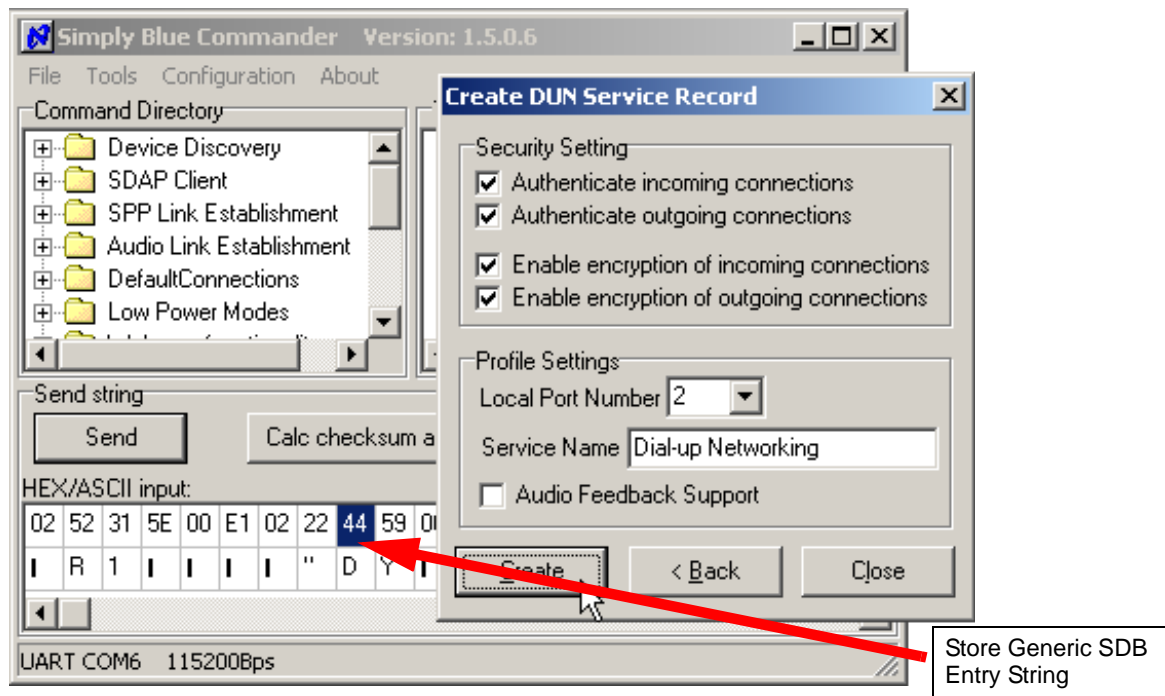 Simply Blue Commander Version: 1.5.0.6
File Tools Configuration About
Command Directory
Device Discovery
SDAP Client
SPP Link Establishment
Audio Link Establishment
DefaultConnections
Low Power Modes
Send string
Send
Calc checksum a
HEX/ASCII input:
02 52 31 5E 00 E1 02 22 44 59
R 1 " D Y
UART COM6 115200Bps
Create DUN Service Record
Security Setting
Authenticate incoming connections
Authenticate outgoing connections
Enable encryption of incoming connections
Enable encryption of outgoing connections
Profile Settings
Local Port Number 2
Service Name Dial-up Networking
Audio Feedback Support
Create < Back Close
Store Generic SDB
Entry String